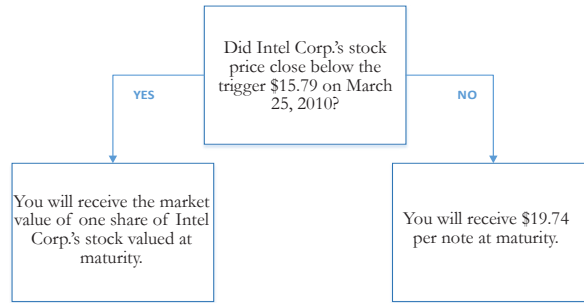 Did Intel Corp.'s stock
price close below the
trigger $15.79 on March
25, 2010?
YES
NO
You will receive the market
value of one share of Intel
Corp.'s stock valued at
maturity.
You will receive $19.74
per note at maturity.